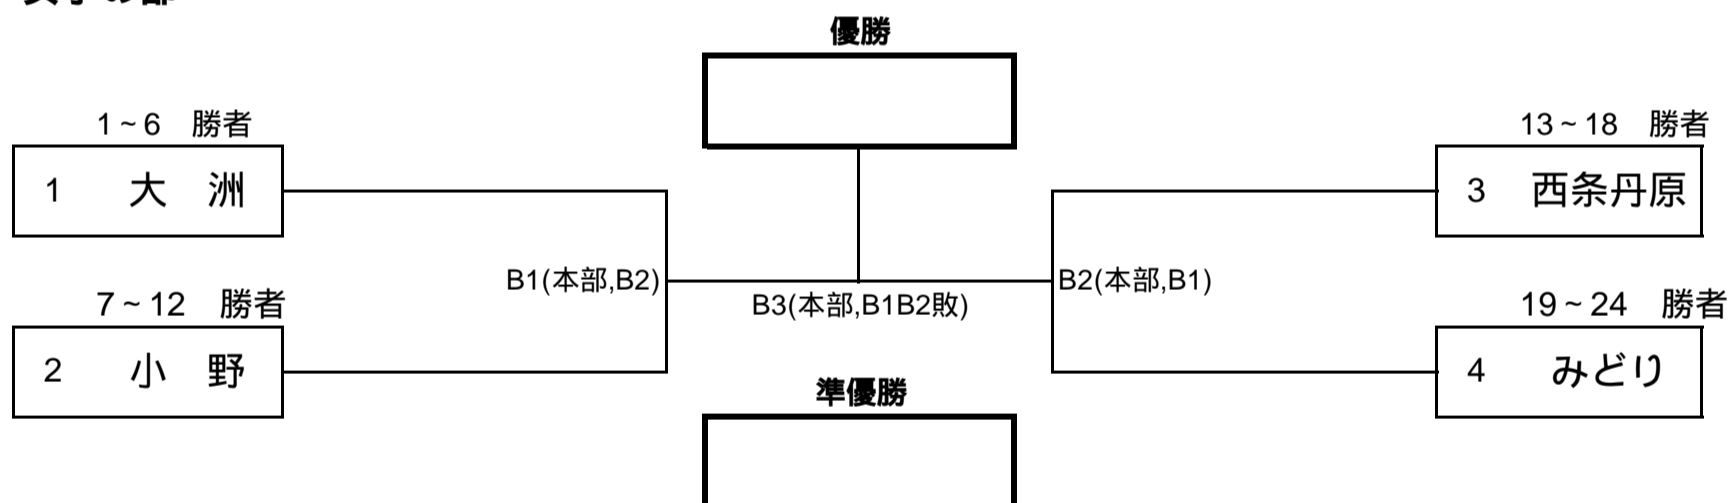 優勝
1~6 勝者
13~18 勝者
1 大 洲
3 西条丹原
B1(本部,B2)
B2(本部,B1)
B3(本部,B1B2敗)
7~12 勝者
19~24 勝者
2 小 野
4 みどり
準優勝